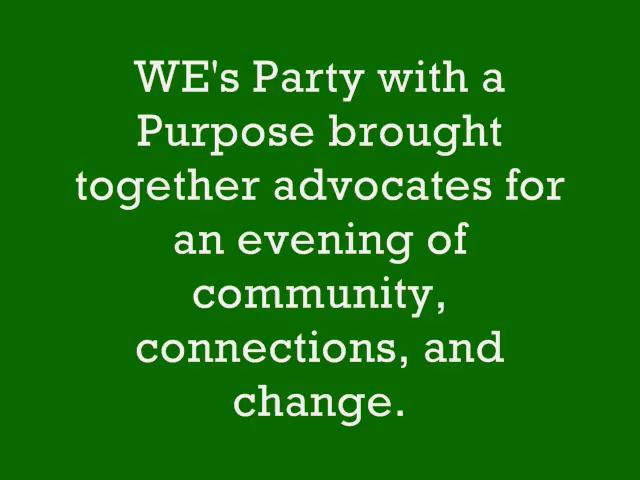 WE's Party with a
Purpose brought
together advocates for
an evening of
community,
connections, and
change.